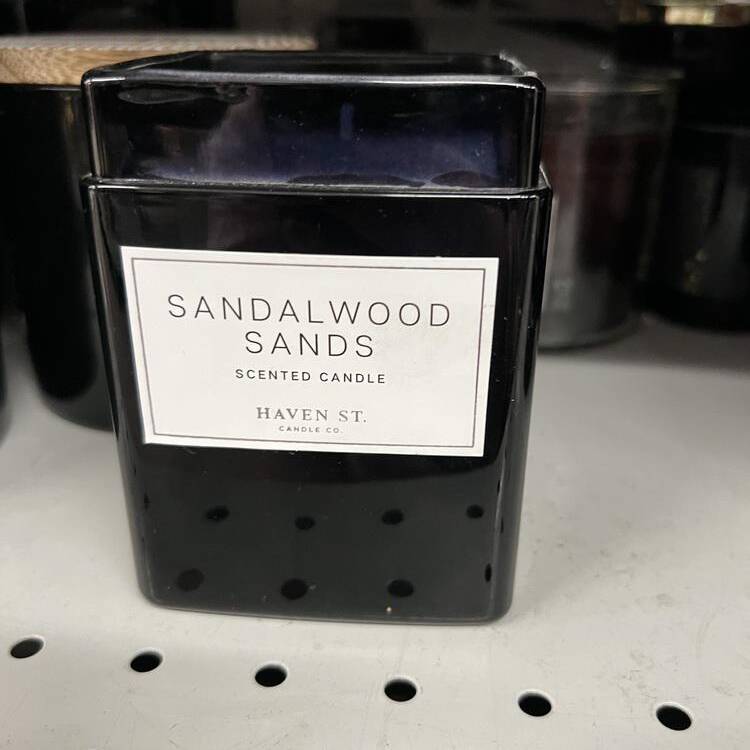 SANDALWOOD
SANDS
SCENTED CANDLE
HAVEN ST.
CANDLE CO.